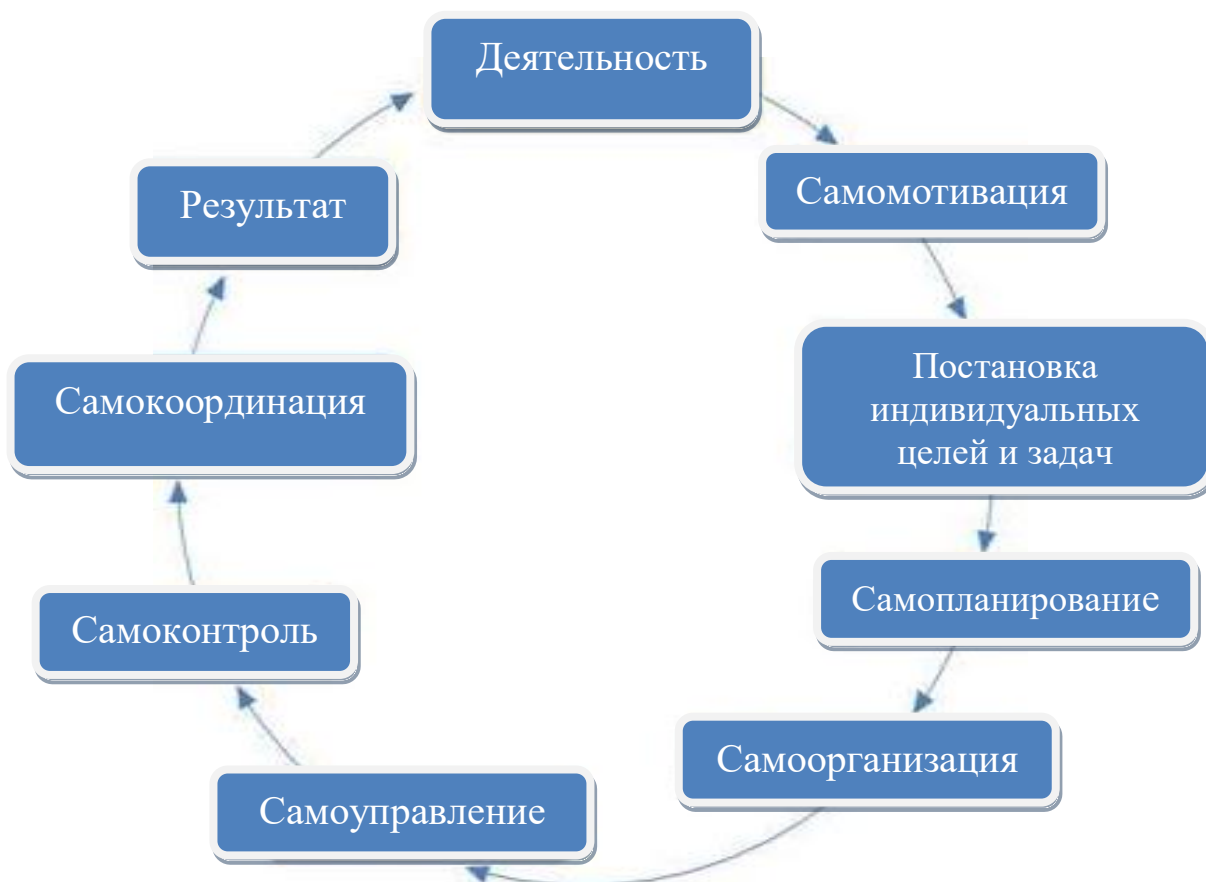 Деятельность
Самомотивация
Постановка
индивидуальных
целей и задач
Самопланирование
Самоорганизация
Самоуправление
Самоконтроль
Самокоординация
Результат